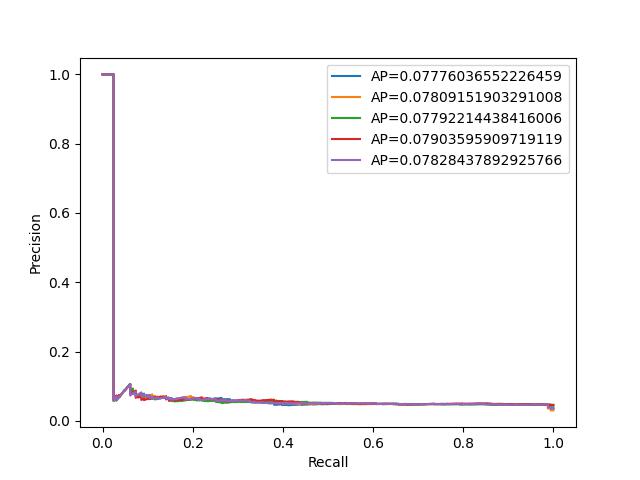 1.0
0.8
0.6
0.4
0.2
0.0
Precision
AP=0.07776036552226459
AP=0.07809151903291008
AP=0.07792214438416006
AP=0.07903595909719119
AP=0.07828437892925766
0.0 0.2 0.4 0.6 0.8 1.0
Recall